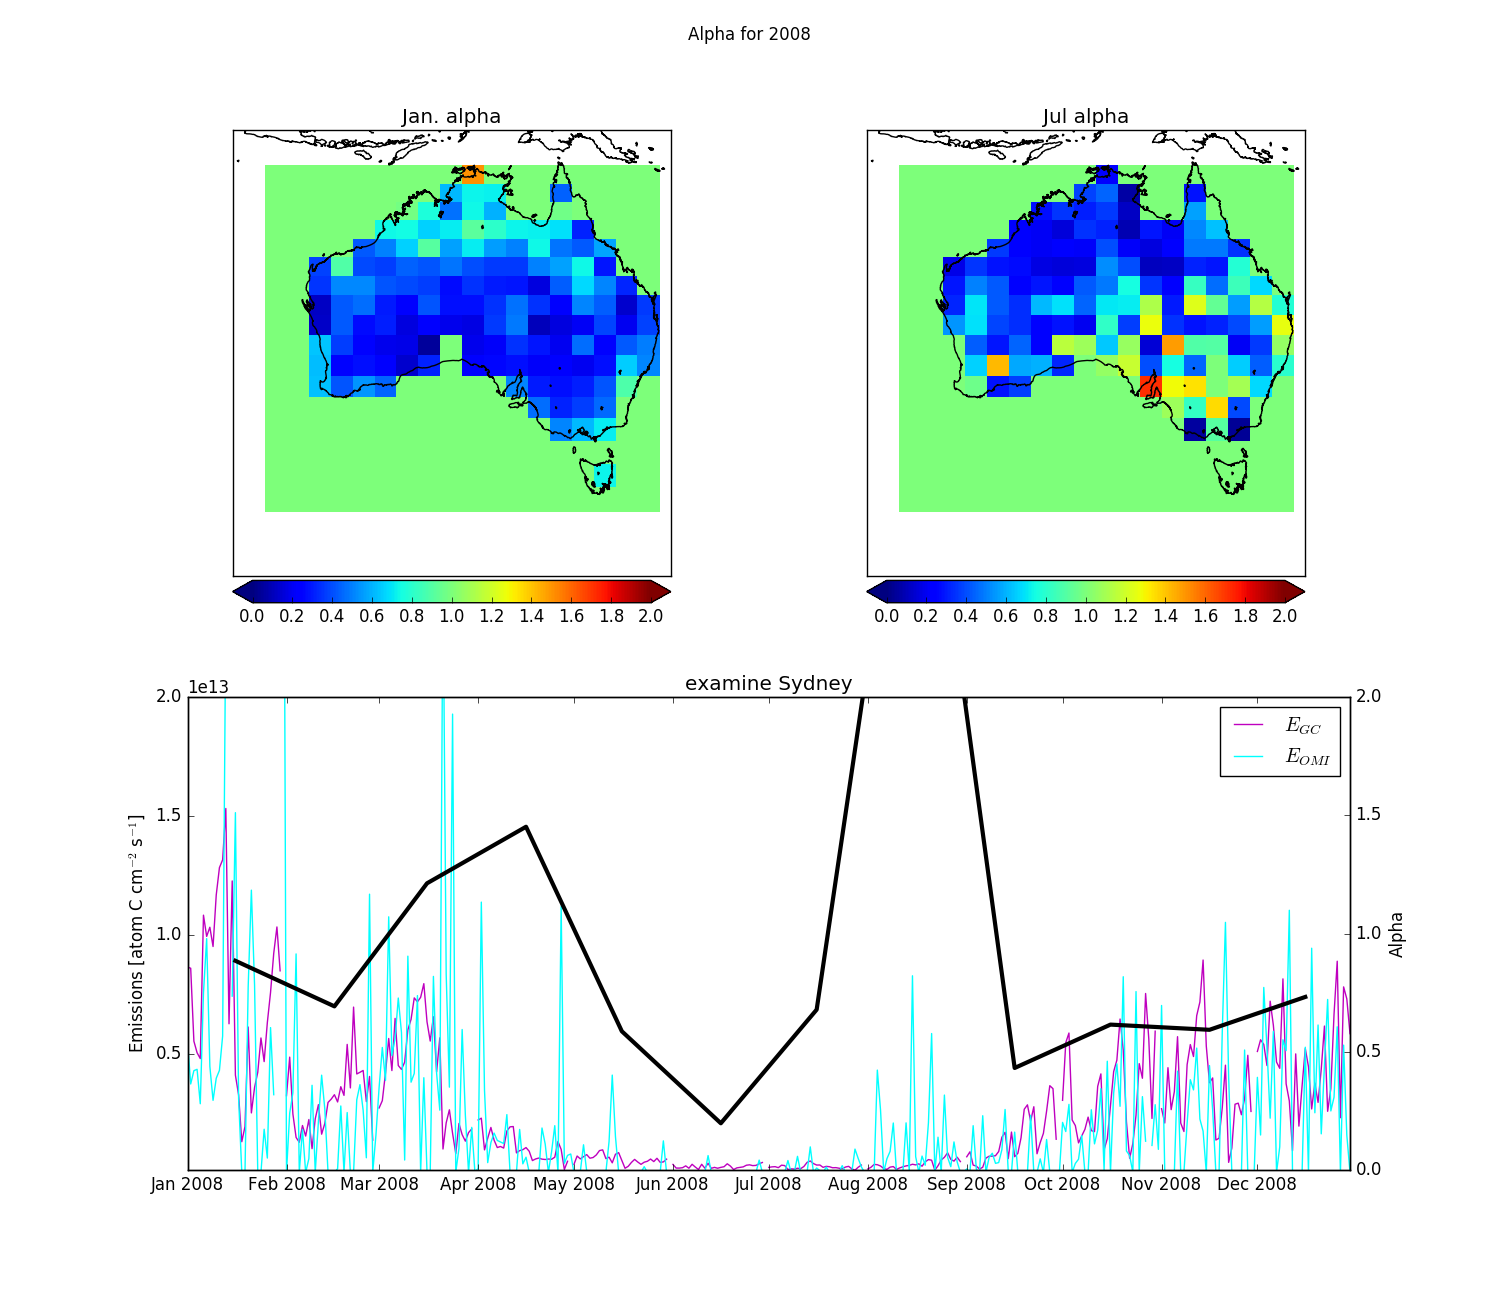 Alpha for 2008
Jan. alpha
Jul alpha
0.0 0.2 0.4 0.6 0.8 1.0 1.2 1.4 1.6 1.8 2.0
0.0 0.2 0.4 0.6 0.8 1.0 1.2 1.4 1.6 1.8 2.0
examine Sydney
1e13
2.0
1.5
1.0
0.5
Emissions [atom C cm⁻² s⁻¹]
E_GC
E_OMI
2.0
1.5
1.0
0.5
0.0
Alpha
Jan 2008 Feb 2008 Mar 2008 Apr 2008 May 2008 Jun 2008 Jul 2008 Aug 2008 Sep 2008 Oct 2008 Nov 2008 Dec 2008